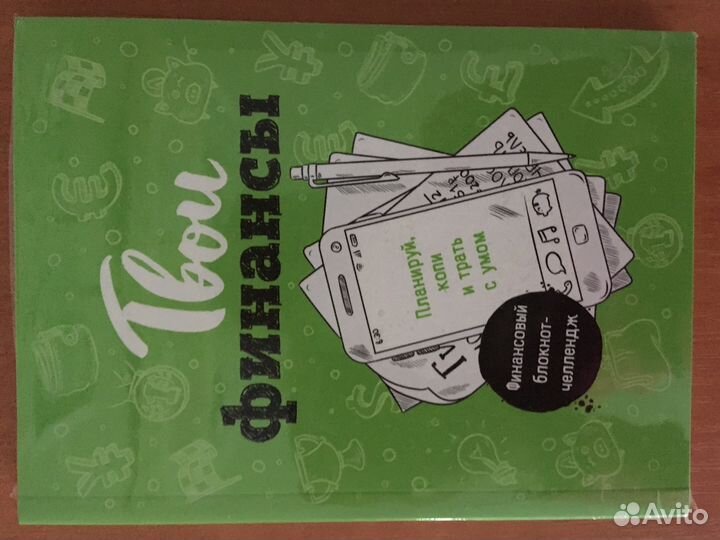 Твои
финансы
Планируй,
копи
и трать
с умом
Финансовый
блокнот-
челлендж
Avito